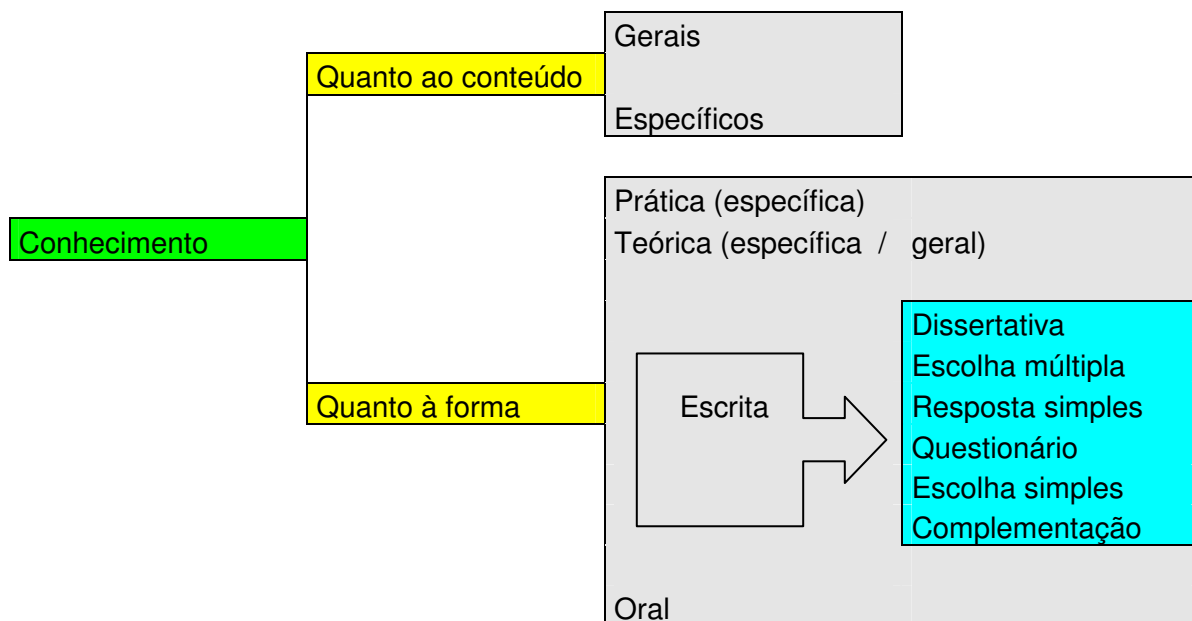 Gerais
Quanto ao conteúdo
Específicos
Prática (específica)
Conhecimento
Teórica (específica / geral)
Dissertativa
Escolha múltipla
Quanto à forma
Escrita
Resposta simples
Questionário
Escolha simples
Complementação
Oral